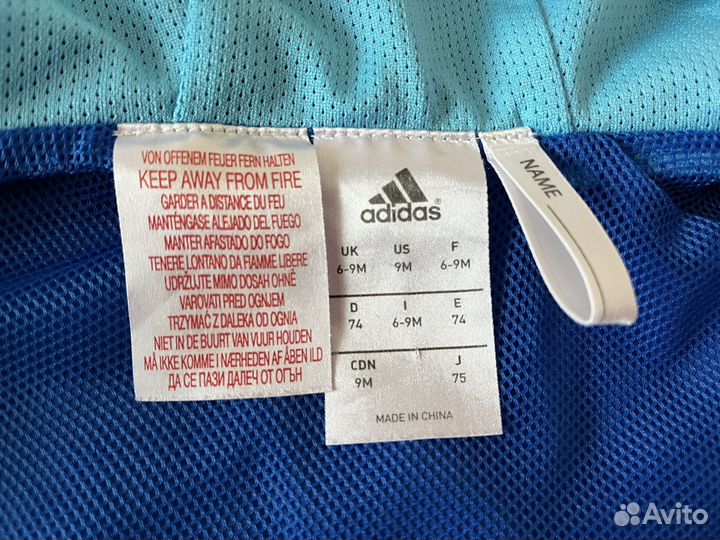 VON OFFENEM FEUER FERN HALTEN
KEEP AWAY FROM FIRE
GARDER A DISTANCE DU FEU
MANTÉNGASE ALEJADO DEL FUEGO
MANTER AFASTADO DO FOGO
TENERE LONTANO DA FIAMME LIBERE
UDRŽUJTE MIMO DOSAH OHNĚ
VAROVATI PRED OGNJEM
TRZYMAĆ Z DALEKA OD OGNIA
NIET IN DE BUURT VAN VUUR HOUDEN
MÅ IKKE KOMME I NÆRHEDEN AF ÅBEN ILD
ДА СЕ ПАЗИ ДАЛЕЧ ОТ ОГЪН
adidas®
UK US F
6-9M 9M 6-9M
D I E
74 6-9M 74
CDN J
9M 75
MADE IN CHINA
NAME
Avito